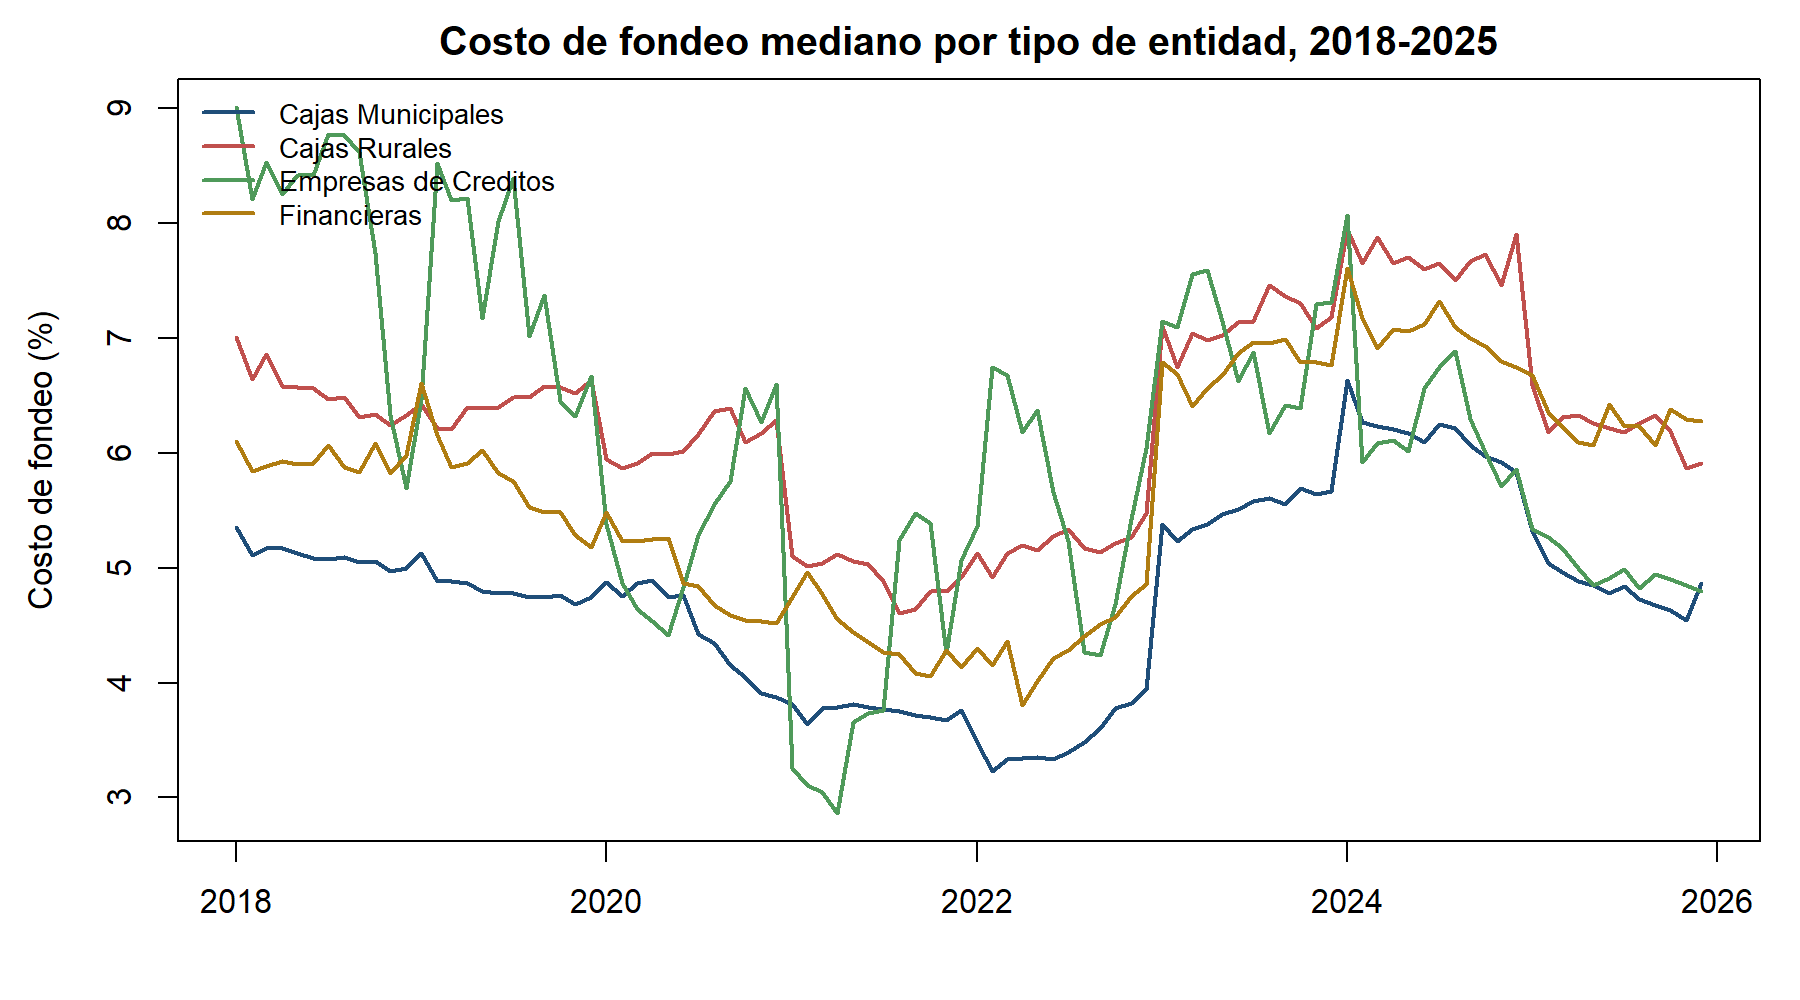 Costo de fondeo mediano por tipo de entidad, 2018-2025
Cajas Municipales
Cajas Rurales
Empresas de Creditos
Financieras
Costo de fondeo (%)
9
8
7
6
5
4
3
2018
2020
2022
2024
2026